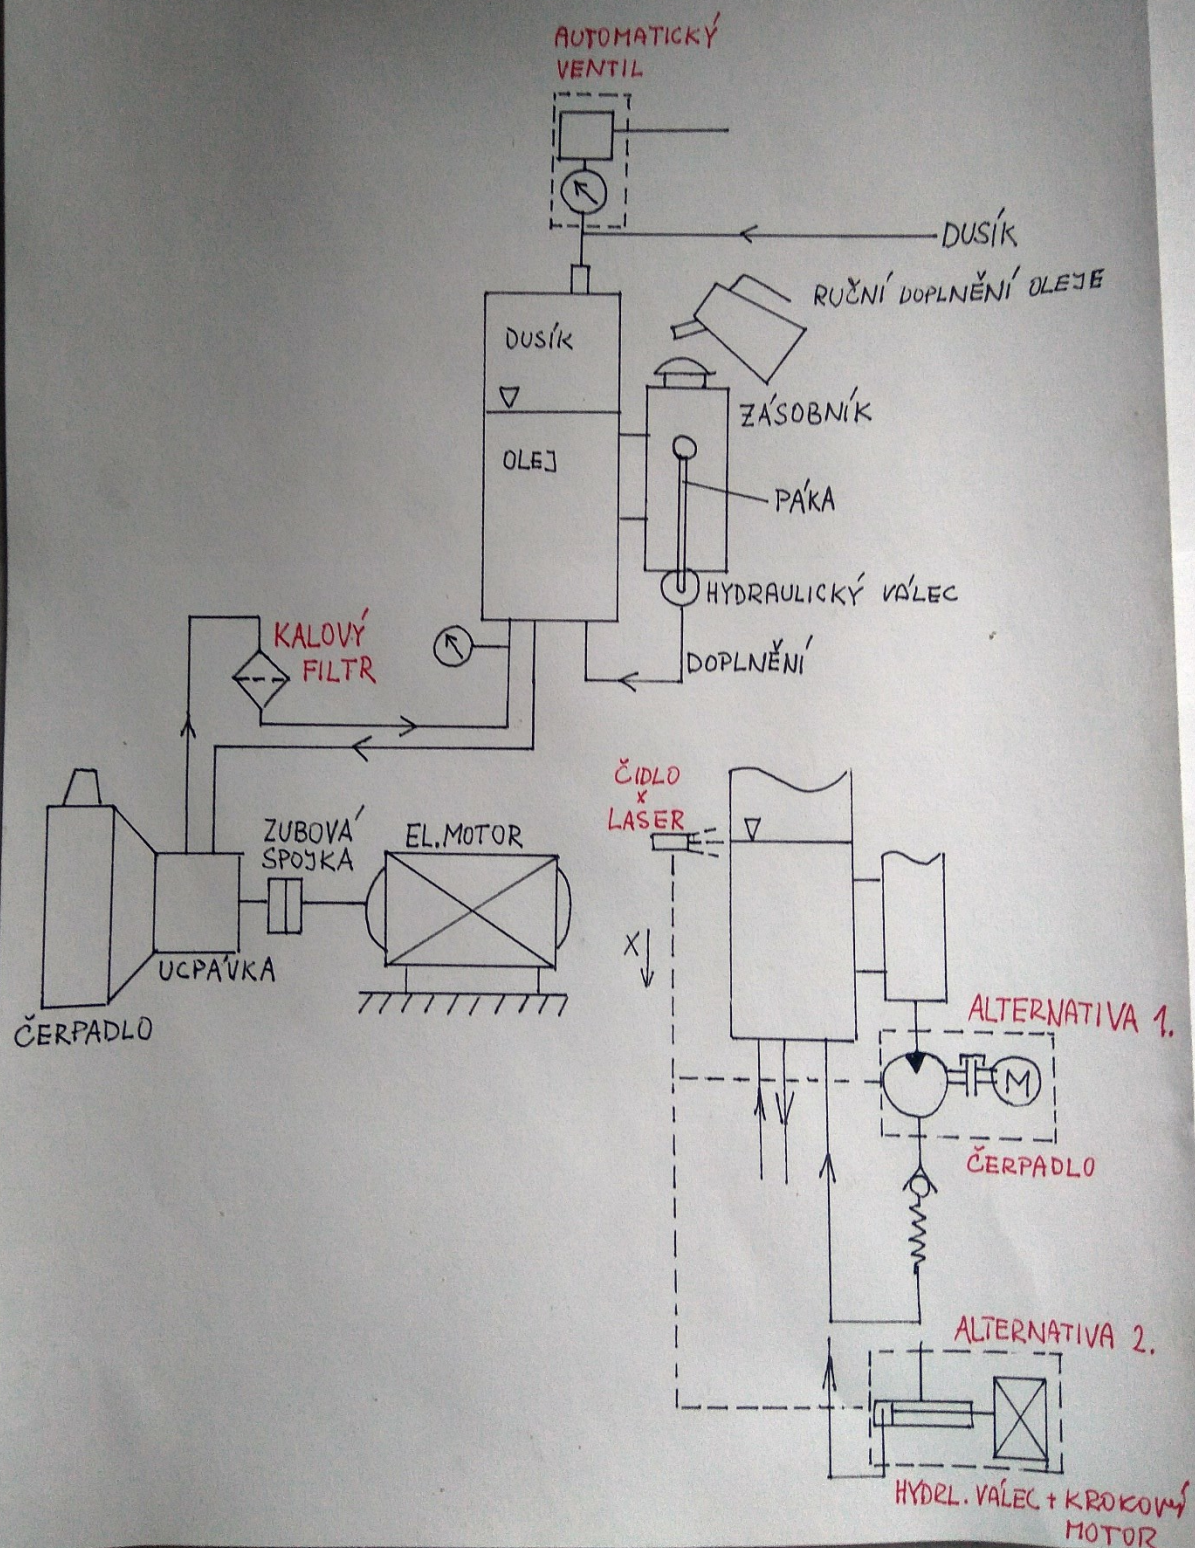 AUTOMATICKÝ
VENTIL
DUSÍK
RUČNÍ DOPLNĚNÍ OLEJE
DUSÍK
ZÁSOBNÍK
OLEJ
PÁKA
HYDRAULICKÝ VÁLEC
KALOVÝ
FILTR
DOPLNĚNÍ
ČIDLO
x
LASER
ZUBOVÁ
SPOJKA
EL. MOTOR
X
UCPÁVKA
ČERPADLO
ALTERNATIVA 1.
M
ČERPADLO
ALTERNATIVA 2.
HYDRL. VÁLEC + KROKOVÝ
MOTOR